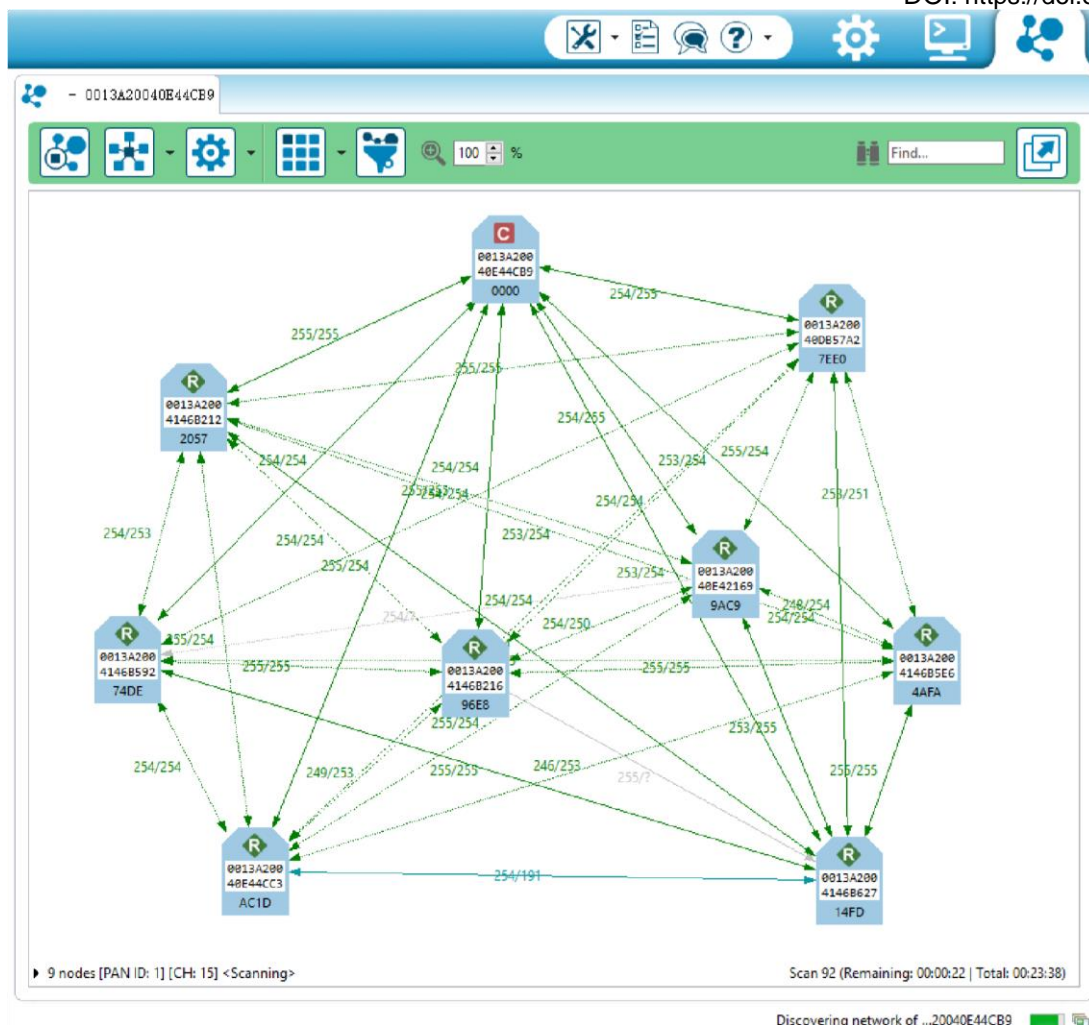 DOI: https://doi.
- 0013A20040E44CB9
100 %
Find...
C
0013A200
40E44CB9
0000
254/255
R
0013A200
40DB57A2
7EE0
255/255
255/255
R
0013A200
4146B212
2057
254/255
255/254
254/254
254/254
253/254
254/254
253/251
254/254
254/253
254/254
253/254
R
0013A200
40E42169
9AC9
255/254
253/254
254/254
248/254
254/254
254/?
254/250
R
0013A200
4146B592
74DE
255/254
255/255
R
0013A200
4146B216
96E8
255/255
R
0013A200
4146B5E6
4AFA
255/254
253/255
254/254
249/253
255/255
246/253
255/?
255/255
R
0013A200
40E44CC3
AC1D
254/191
R
0013A200
4146B627
14FD
9 nodes [PAN ID: 1] [CH: 15] <Scanning>
Scan 92 (Remaining: 00:00:22 | Total: 00:23:38)
Discovering network of ...20040E44CB9